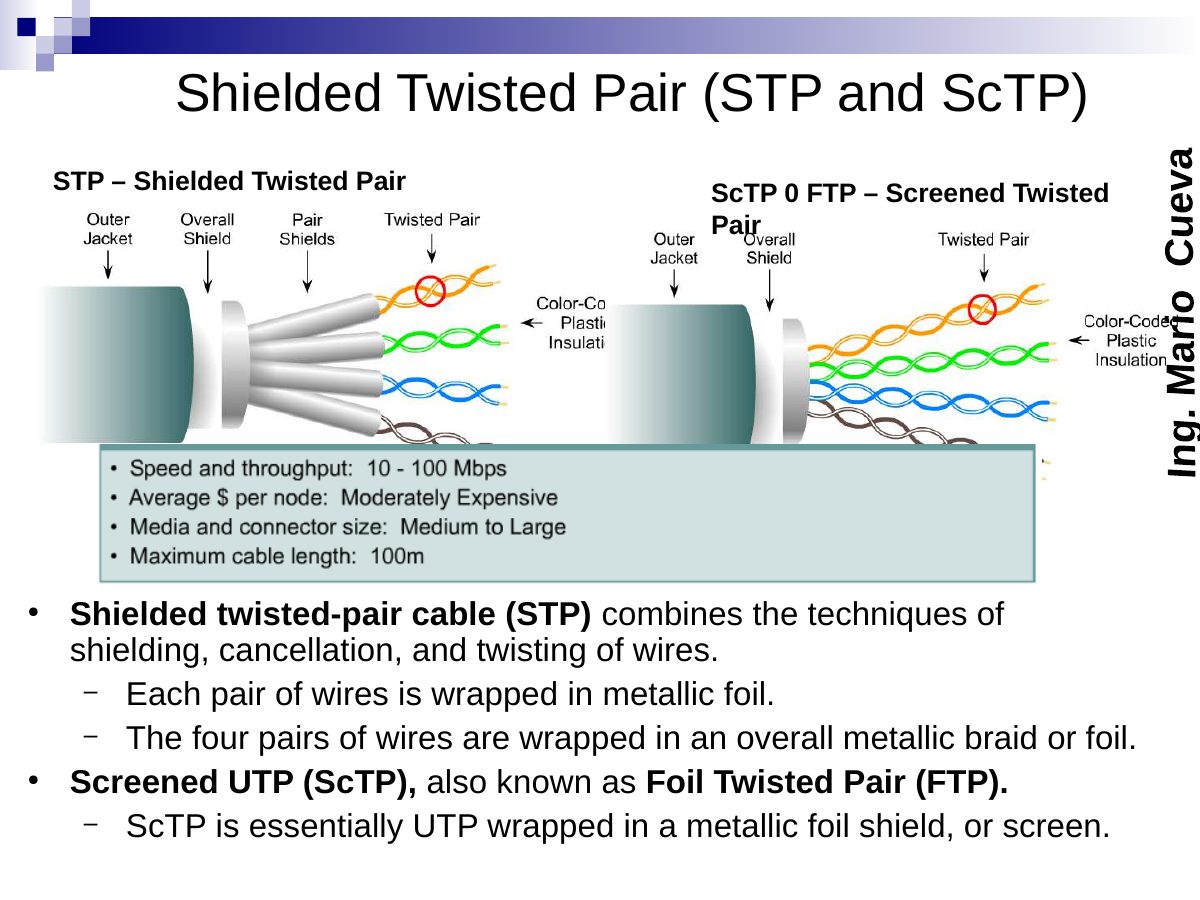 Shielded Twisted Pair (STP and ScTP)
STP – Shielded Twisted Pair
Outer
Jacket
Overall
Shield
Pair
Shields
Twisted Pair
Color-Co
Plastic
Insulati
ScTP 0 FTP – Screened Twisted
Pair
Outer
Jacket
Overall
Shield
Twisted Pair
Color-Coded
Plastic
Insulation
Ing. Mario Cueva
• Speed and throughput: 10 - 100 Mbps
• Average $ per node: Moderately Expensive
• Media and connector size: Medium to Large
• Maximum cable length: 100m
• Shielded twisted-pair cable (STP) combines the techniques of
shielding, cancellation, and twisting of wires.
– Each pair of wires is wrapped in metallic foil.
– The four pairs of wires are wrapped in an overall metallic braid or foil.
• Screened UTP (ScTP), also known as Foil Twisted Pair (FTP).
– ScTP is essentially UTP wrapped in a metallic foil shield, or screen.